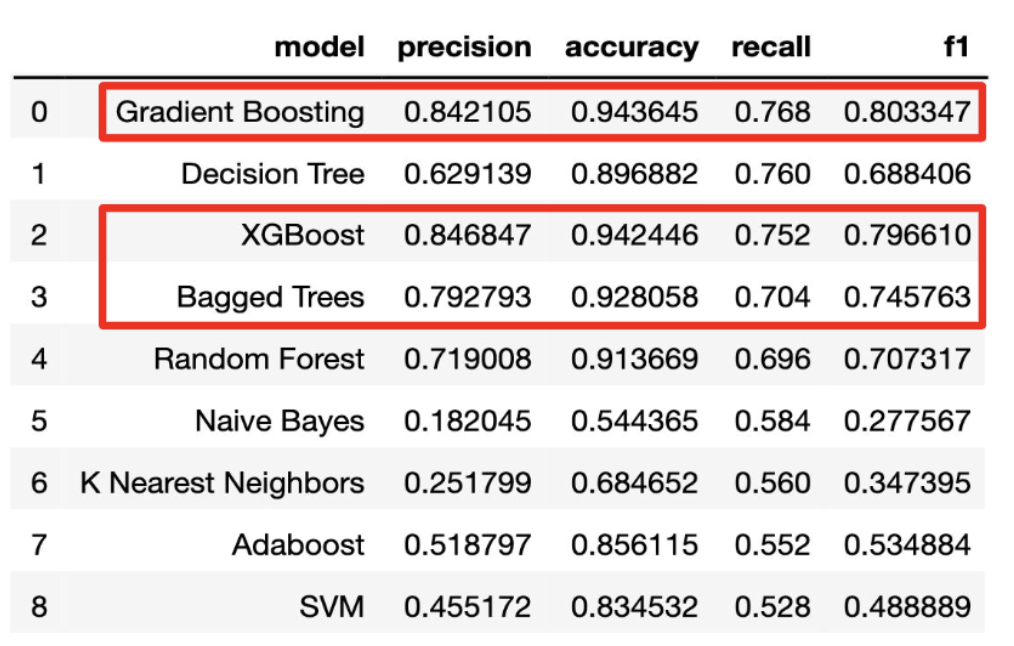 model precision accuracy recall f1
0 Gradient Boosting 0.842105 0.943645 0.768 0.803347
1 Decision Tree 0.629139 0.896882 0.760 0.688406
2 XGBoost 0.846847 0.942446 0.752 0.796610
3 Bagged Trees 0.792793 0.928058 0.704 0.745763
4 Random Forest 0.719008 0.913669 0.696 0.707317
5 Naive Bayes 0.182045 0.544365 0.584 0.277567
6 K Nearest Neighbors 0.251799 0.684652 0.560 0.347395
7 Adaboost 0.518797 0.856115 0.552 0.534884
8 SVM 0.455172 0.834532 0.528 0.488889